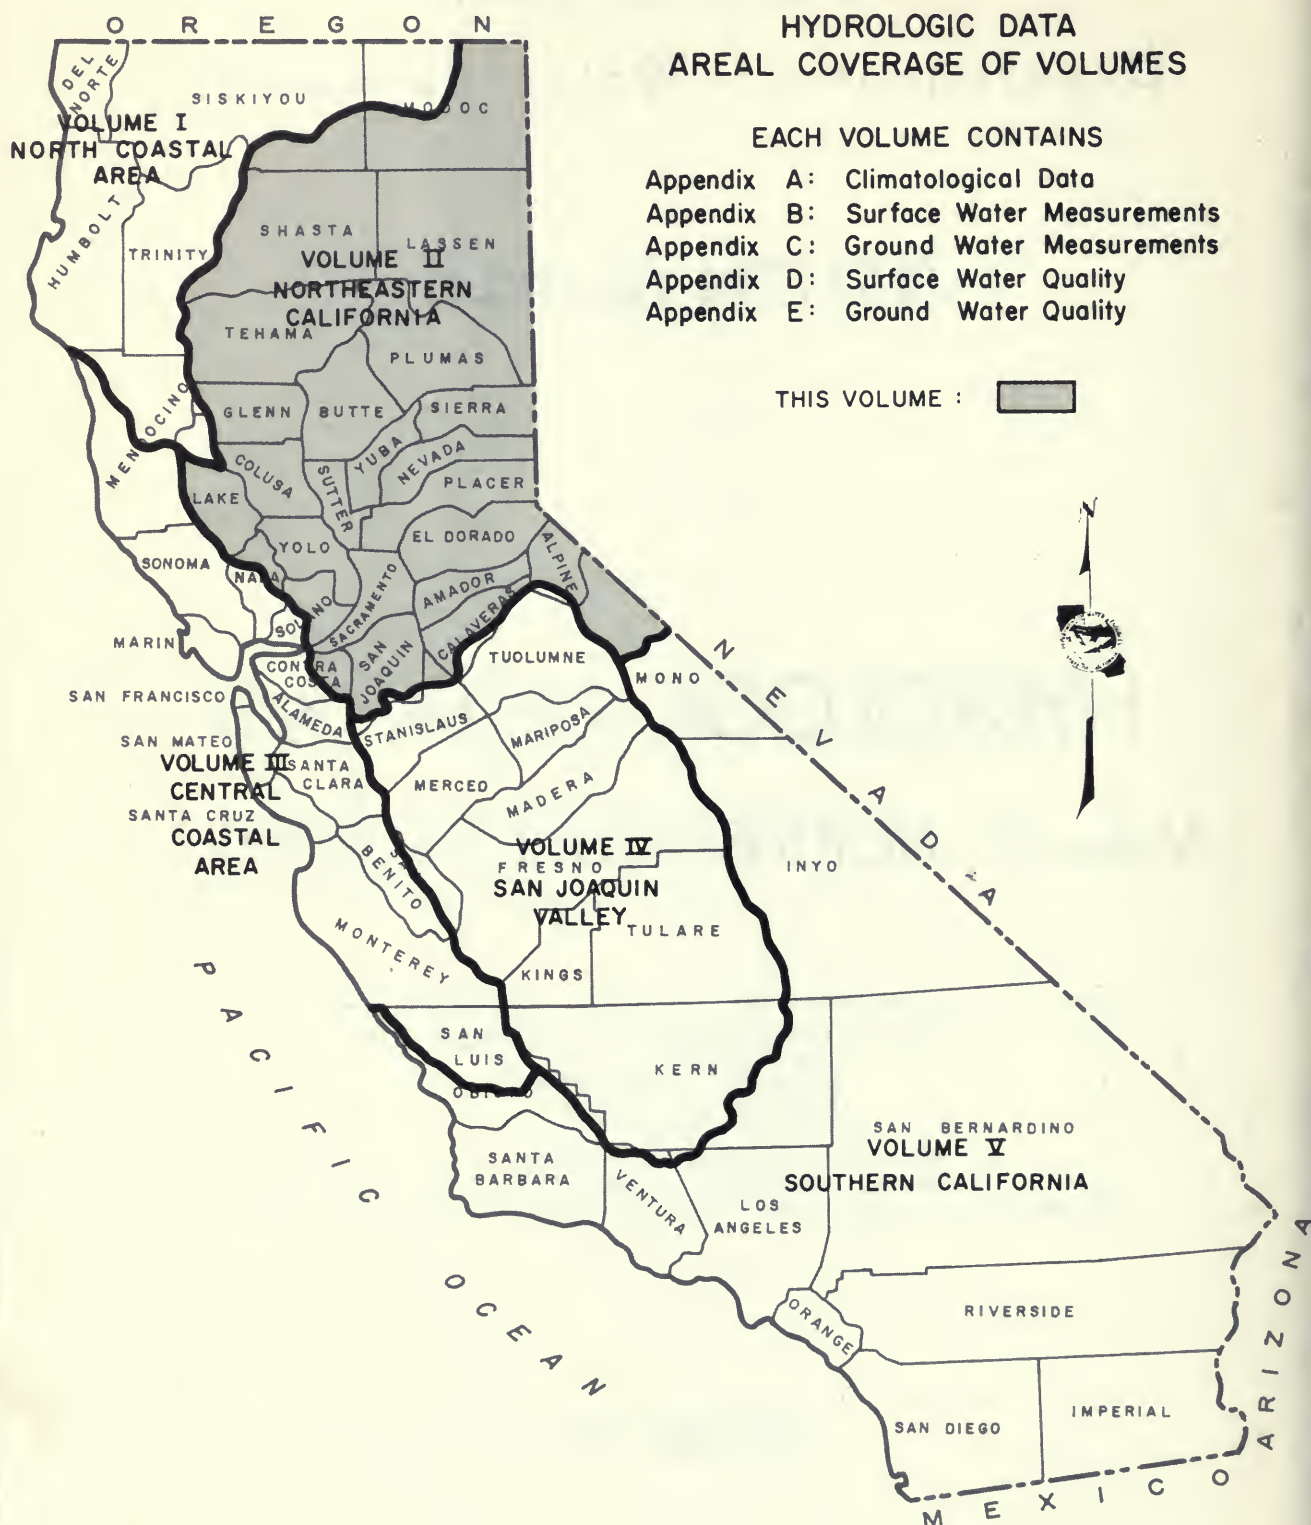 HYDROLOGIC DATA
AREAL COVERAGE OF VOLUMES
EACH VOLUME CONTAINS
Appendix A: Climatological Data
Appendix B: Surface Water Measurements
Appendix C: Ground Water Measurements
Appendix D: Surface Water Quality
Appendix E: Ground Water Quality
THIS VOLUME :
N
OREGON
DEL
NORTE
SISKIYOU
MODOC
VOLUME I
NORTH COASTAL
AREA
HUMBOLT
TRINITY
SHASTA
LASSEN
VOLUME II
NORTHEASTERN
CALIFORNIA
TEHAMA
PLUMAS
MENDOCINO
GLENN
BUTTE
SIERRA
YUBA
NEVADA
COLUSA
SUTTER
PLACER
LAKE
YOLO
EL DORADO
ALPINE
SONOMA
NAPA
SACRAMENTO
AMADOR
SOLANO
CALAVERAS
MARIN
SAN
JOAQUIN
CONTRA
COSTA
TUOLUMNE
MONO
NEVADA
SAN FRANCISCO
ALAMEDA
STANISLAUS
MARIPOSA
SAN MATEO
VOLUME III
CENTRAL
COASTAL
AREA
SANTA
CLARA
MERCED
MADERA
SANTA CRUZ
SAN
BENITO
VOLUME IV
FRESNO
SAN JOAQUIN
VALLEY
INYO
TULARE
MONTEREY
KINGS
PACIFIC OCEAN
SAN
LUIS
OBISPO
KERN
SAN BERNARDINO
VOLUME V
SOUTHERN CALIFORNIA
SANTA
BARBARA
VENTURA
LOS
ANGELES
ORANGE
RIVERSIDE
ARIZONA
SAN DIEGO
IMPERIAL
MEXICO